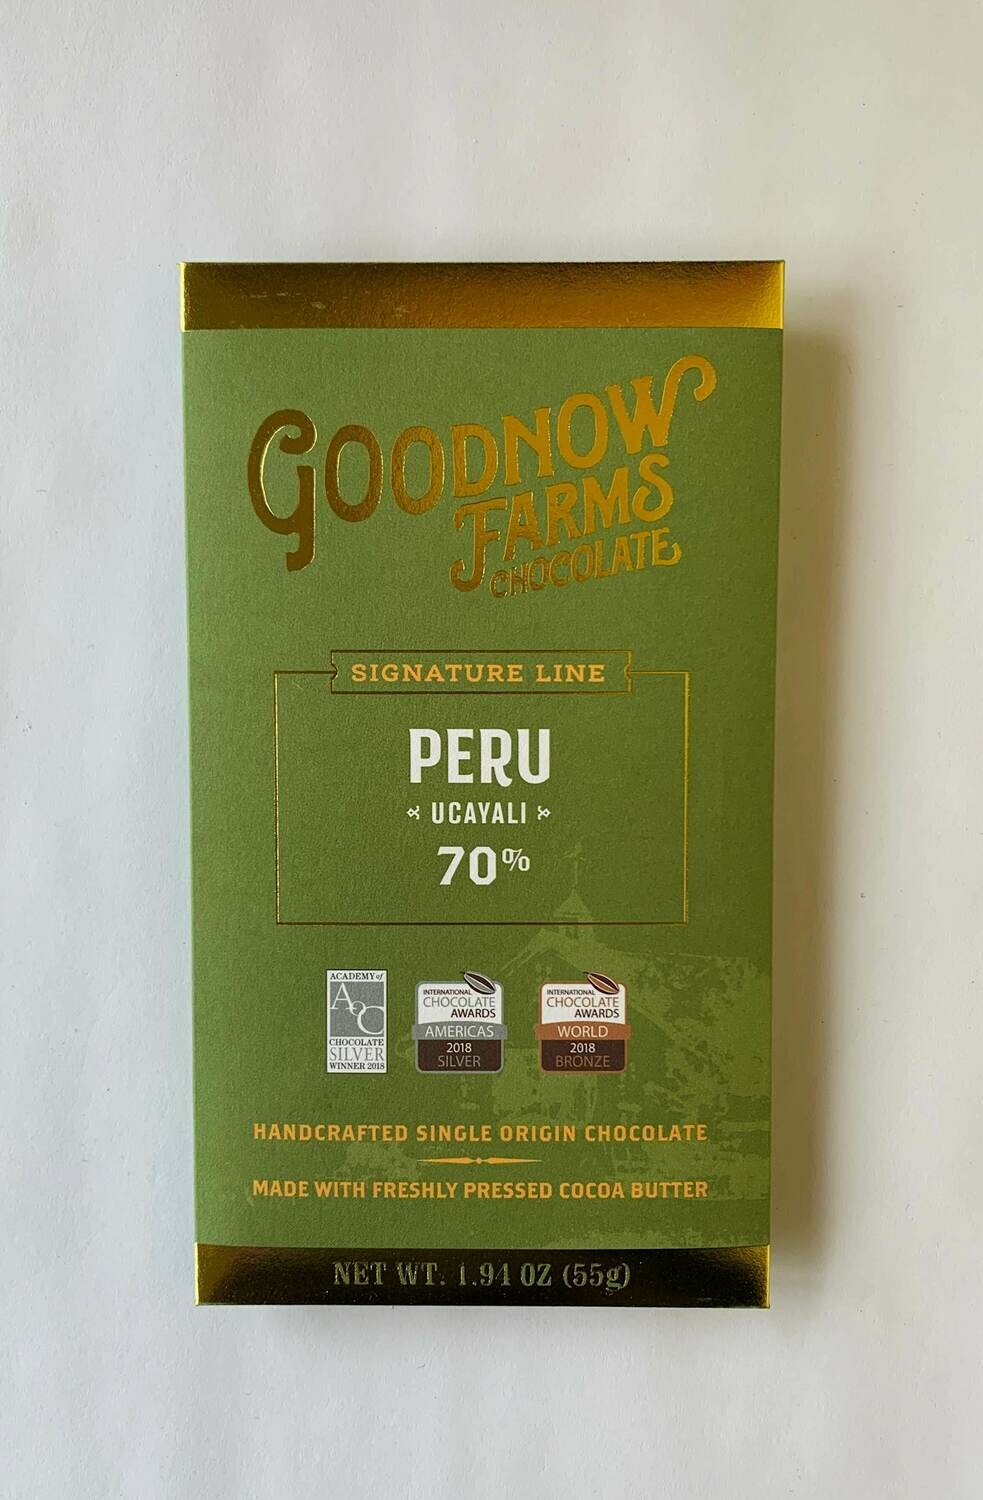 GOODNOW
FARMS
CHOCOLATE
SIGNATURE LINE
PERU
UCAYALI
70%
ACADEMY of
AoC
CHOCOLATE
SILVER
WINNER 2018
INTERNATIONAL
CHOCOLATE
AWARDS
AMERICAS
2018
SILVER
INTERNATIONAL
CHOCOLATE
AWARDS
WORLD
2018
BRONZE
HANDCRAFTED SINGLE ORIGIN CHOCOLATE
MADE WITH FRESHLY PRESSED COCOA BUTTER
NET WT. 1.94 OZ (55g)